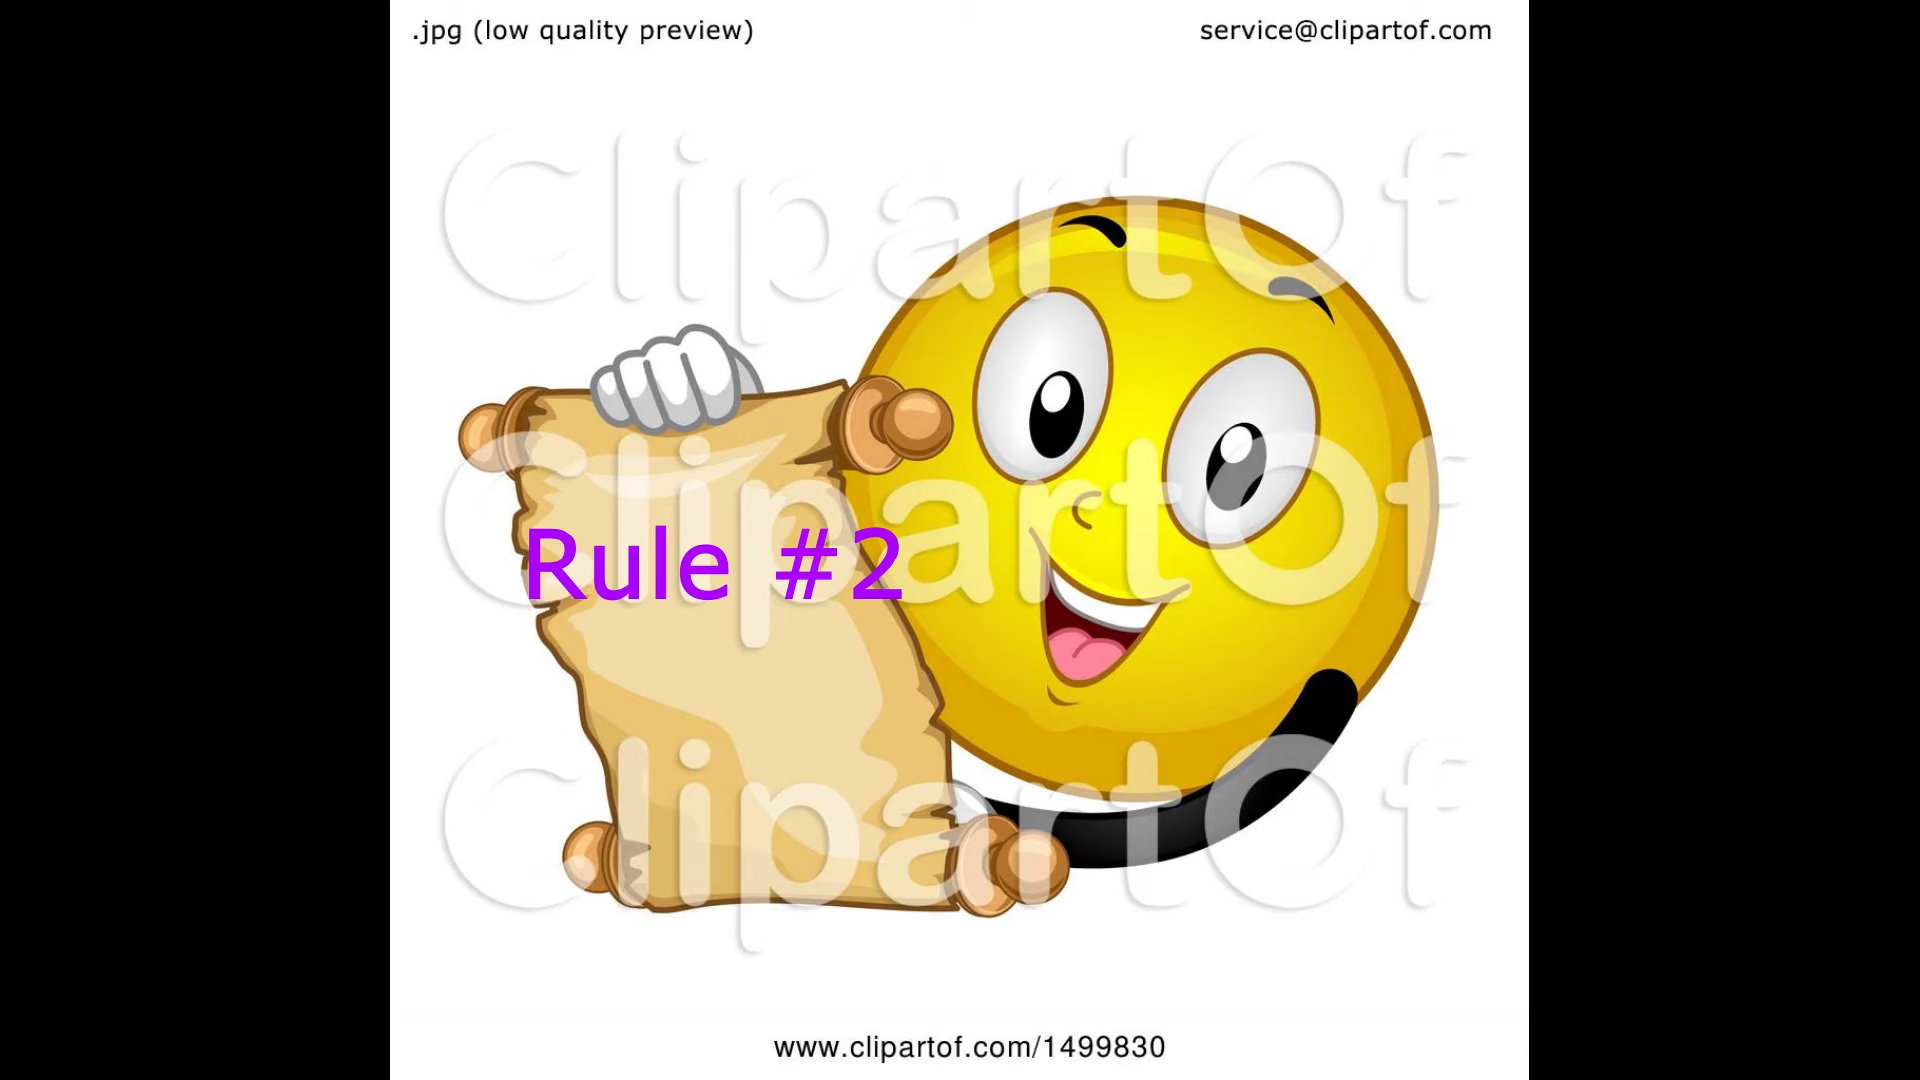 .jpg (low quality preview)
service@clipartof.com
ClipartOf
ClipartOf
Rule #2
ClipartOf
www.clipartof.com/1499830